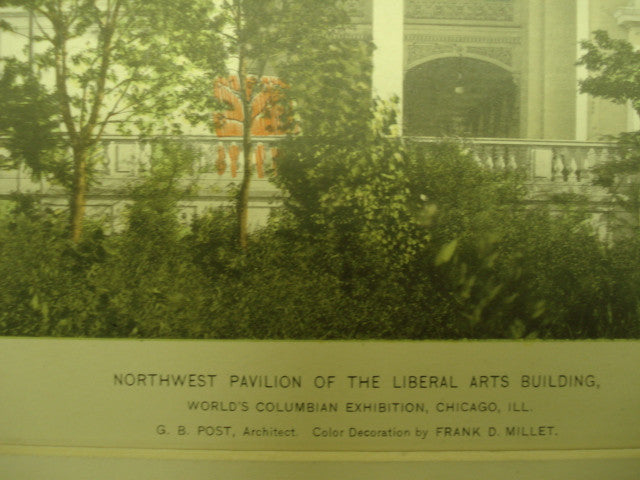 NORTHWEST PAVILION OF THE LIBERAL ARTS BUILDING,
WORLD'S COLUMBIAN EXHIBITION, CHICAGO, ILL.
G. B. POST, Architect. Color Decoration by FRANK D. MILLET.